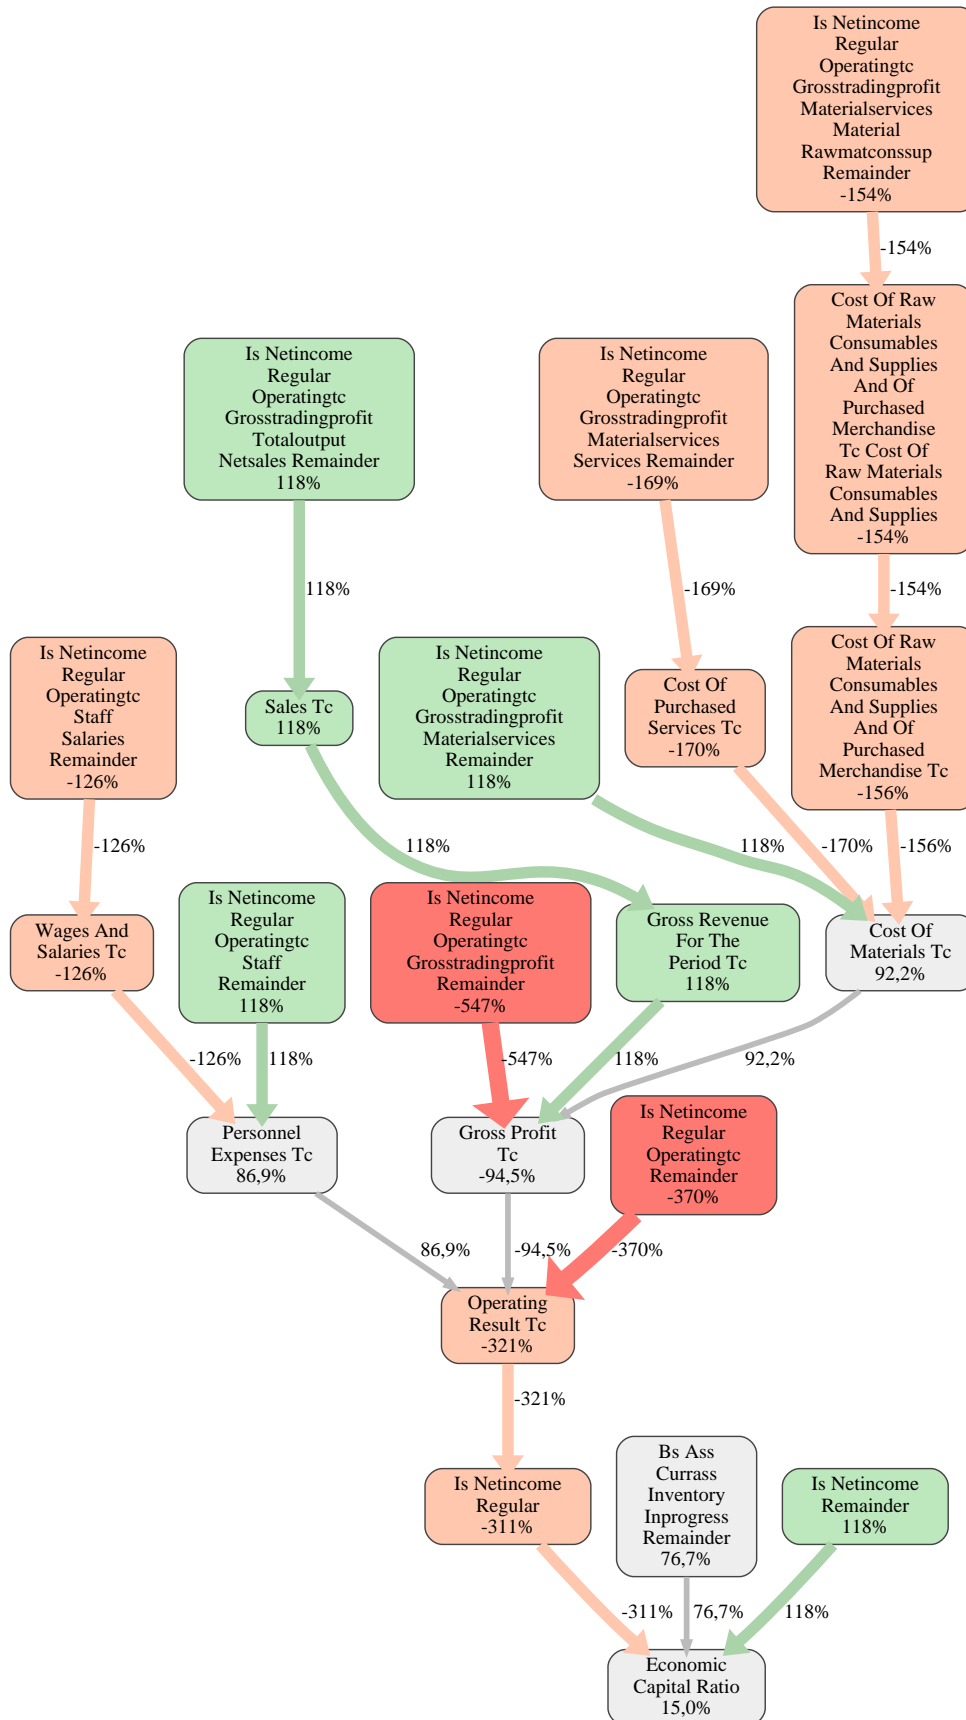 Is Netincome
Regular
Operatingtc
Grosstradingprofit
Materialservices
Material
Rawmatconssup
Remainder
-154%
-154%
Cost Of Raw
Materials
Consumables
And Supplies
And Of
Purchased
Merchandise
Tc Cost Of
Raw Materials
Consumables
And Supplies
-154%
Is Netincome
Regular
Operatingtc
Grosstradingprofit
Totaloutput
Netsales Remainder
118%
Is Netincome
Regular
Operatingtc
Grosstradingprofit
Materialservices
Services Remainder
-169%
118%
-169%
-154%
Is Netincome
Regular
Operatingtc
Staff
Salaries
Remainder
-126%
Sales Tc
118%
Is Netincome
Regular
Operatingtc
Grosstradingprofit
Materialservices
Remainder
118%
Cost Of
Purchased
Services Tc
-170%
Cost Of Raw
Materials
Consumables
And Supplies
And Of
Purchased
Merchandise Tc
-156%
-126%
118%
118%
-170%
-156%
Wages And
Salaries Tc
-126%
Is Netincome
Regular
Operatingtc
Staff
Remainder
118%
Is Netincome
Regular
Operatingtc
Grosstradingprofit
Remainder
-547%
Gross Revenue
For The
Period Tc
118%
Cost Of
Materials Tc
92,2%
-126%
118%
-547%
118%
92,2%
Personnel
Expenses Tc
86,9%
Gross Profit
Tc
-94,5%
Is Netincome
Regular
Operatingtc
Remainder
-370%
86,9%
-94,5%
-370%
Operating
Result Tc
-321%
-321%
Is Netincome
Regular
-311%
Bs Ass
Currass
Inventory
Inprogress
Remainder
76,7%
Is Netincome
Remainder
118%
-311%
76,7%
118%
Economic
Capital Ratio
15,0%